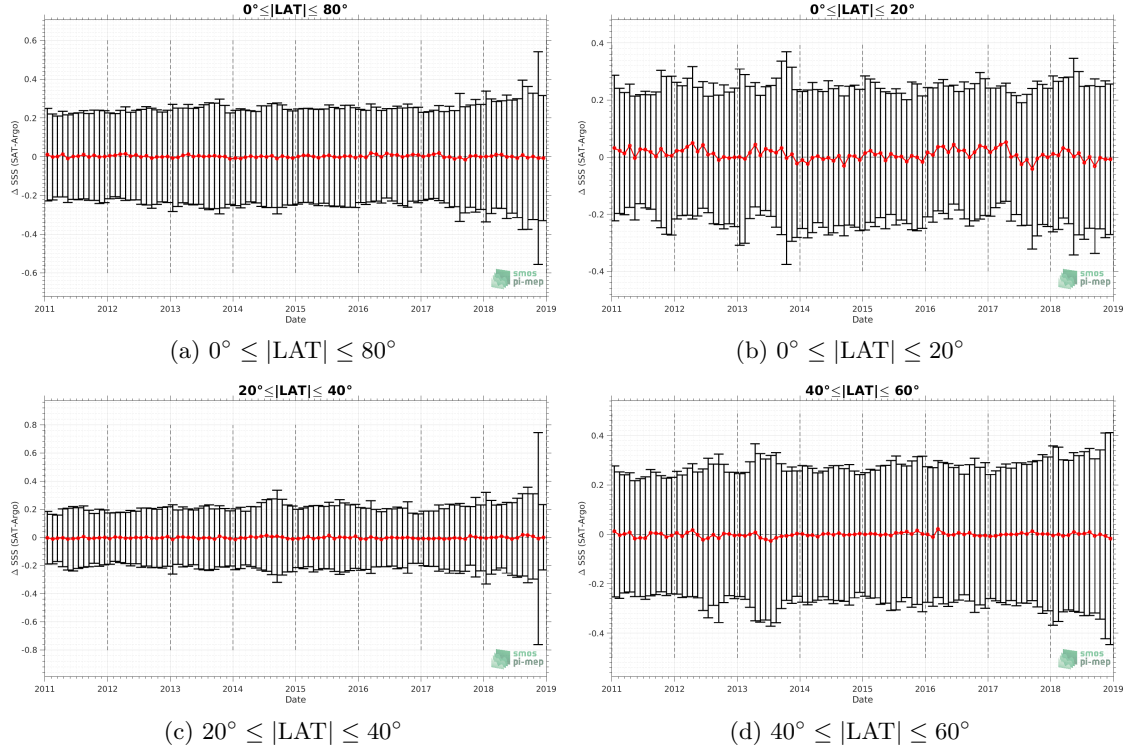 0°≤|LAT|≤ 80°
Δ SSS (SAT-Argo)
0.6
0.4
0.2
0
-0.2
-0.4
-0.6
smos
pi-mep
2011 2012 2013 2014 2015 2016 2017 2018 2019
Date
(a) 0° ≤ |LAT| ≤ 80°
0°≤|LAT|≤ 20°
Δ SSS (SAT-Argo)
0.4
0.2
0
-0.2
-0.4
smos
pi-mep
2011 2012 2013 2014 2015 2016 2017 2018 2019
Date
(b) 0° ≤ |LAT| ≤ 20°
20°≤|LAT|≤ 40°
Δ SSS (SAT-Argo)
0.8
0.6
0.4
0.2
0
-0.2
-0.4
-0.6
-0.8
smos
pi-mep
2011 2012 2013 2014 2015 2016 2017 2018 2019
Date
(c) 20° ≤ |LAT| ≤ 40°
40°≤|LAT|≤ 60°
Δ SSS (SAT-Argo)
0.4
0.2
0
-0.2
-0.4
smos
pi-mep
2011 2012 2013 2014 2015 2016 2017 2018 2019
Date
(d) 40° ≤ |LAT| ≤ 60°